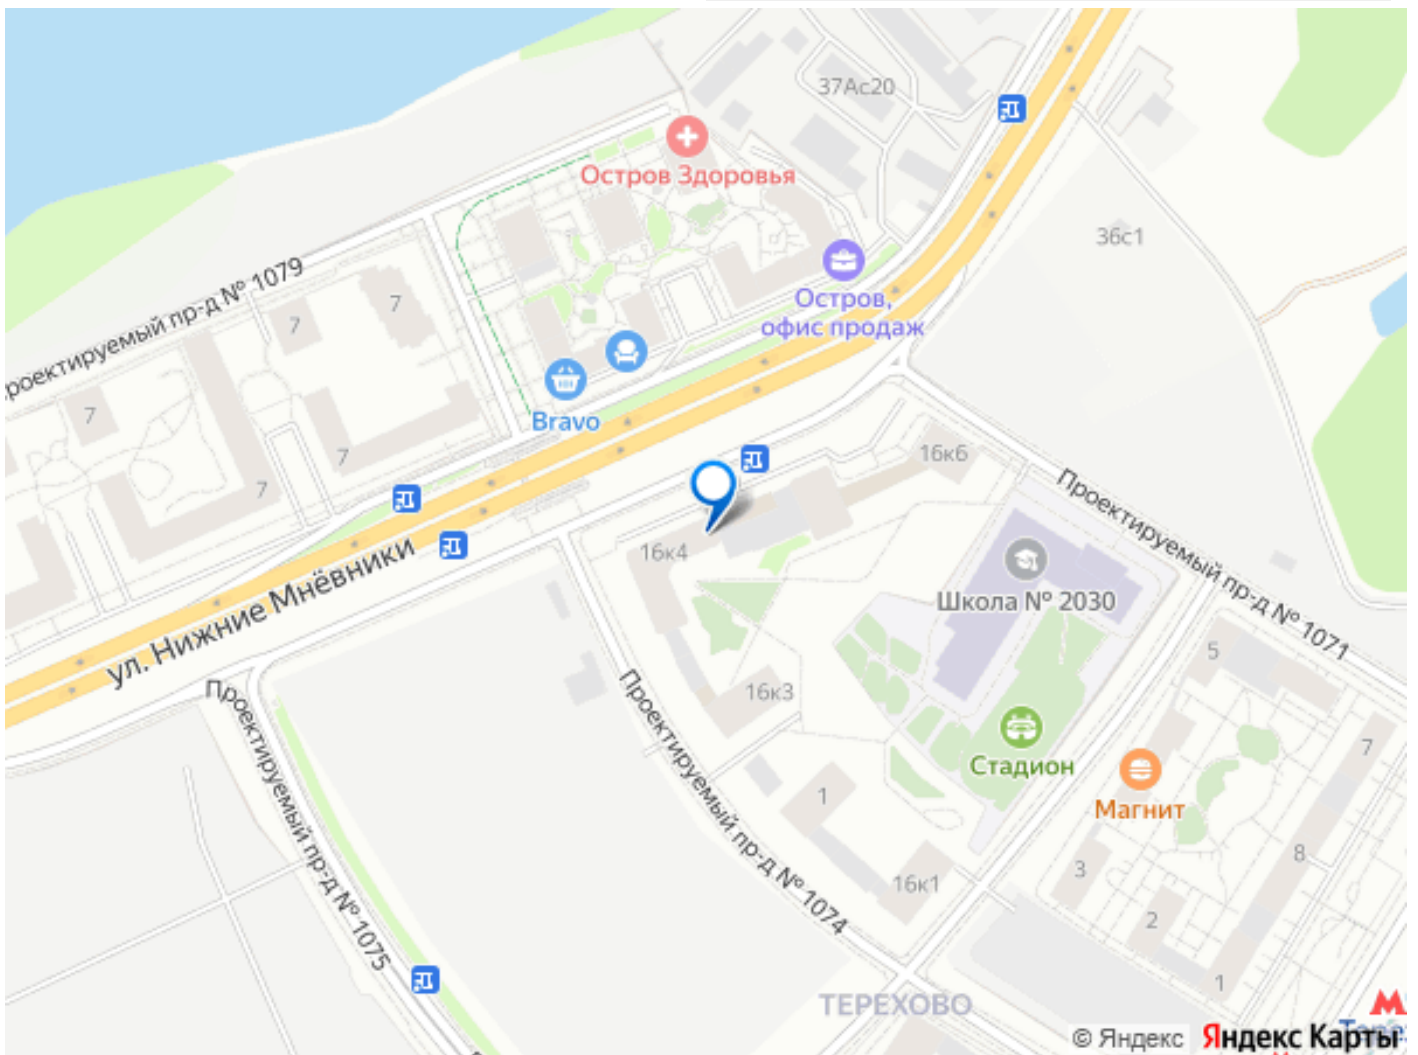 37Ас20
Остров Здоровья
36с1
Остров,
офис продаж
Проектируемый пр-д № 1079
7
7
7
7
7
Bravo
16к6
Проектируемый пр-д № 1071
16к4
ул. Нижние Мнёвники
Школа № 2030
5
Проектируемый пр-д № 1075
Проектируемый пр-д № 1074
16к3
Стадион
7
Магнит
1
8
3
16к1
2
1
ТЕРЕХОВО
© Яндекс
Яндекс Карты